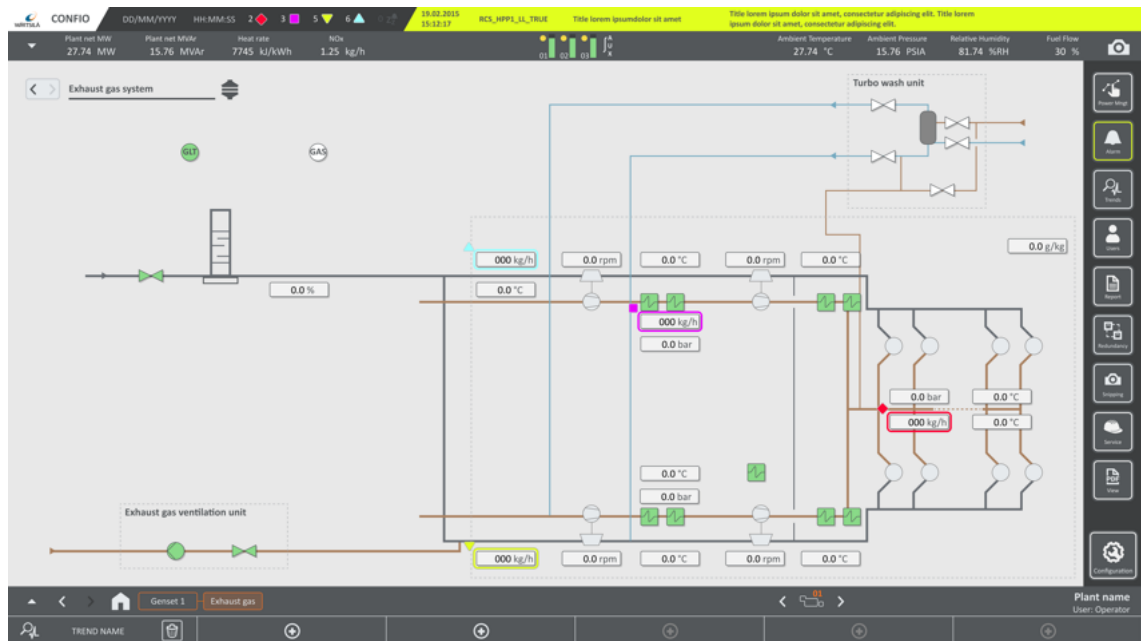 WÄRTSILÄ
CONFIO
DD/MM/YYYY HH:MM:SS 2 3 5 6
19.02.2015
15:12:17
RCS_HPP1_LL_TRUE
Title lorem ipsumdolor sit amet
Title lorem ipsum dolor sit amet, consectetur adipiscing elit. Title lorem
ipsum dolor sit amet, consectetur adipiscing elit.
Plant net MW Plant net MVAr Heat rate NOx
27.74 MW 15.76 MVAr 7745 kJ/kWh 1.25 kg/h
01 02 03
AUX
Ambient Temperature Ambient Pressure Relative Humidity Fuel Flow
27.74 °C 15.76 PSIA 81.74 %RH 30 %
Exhaust gas system
Turbo wash unit
GLT GAS
0.0 g/kg
000 kg/h 0.0 rpm 0.0 °C 0.0 rpm 0.0 °C
0.0 % 0.0 °C
000 kg/h
0.0 bar
0.0 bar 0.0 °C
000 kg/h 0.0 °C
0.0 °C
0.0 bar
Exhaust gas ventilation unit
000 kg/h 0.0 rpm 0.0 °C 0.0 rpm 0.0 °C
Power Mngt
Alarm
Trends
Users
Report
Redundancy
Snipping
Service
PDF
View
Configuration
Genset 1 Exhaust gas
01
Plant name
User: Operator
TREND NAME